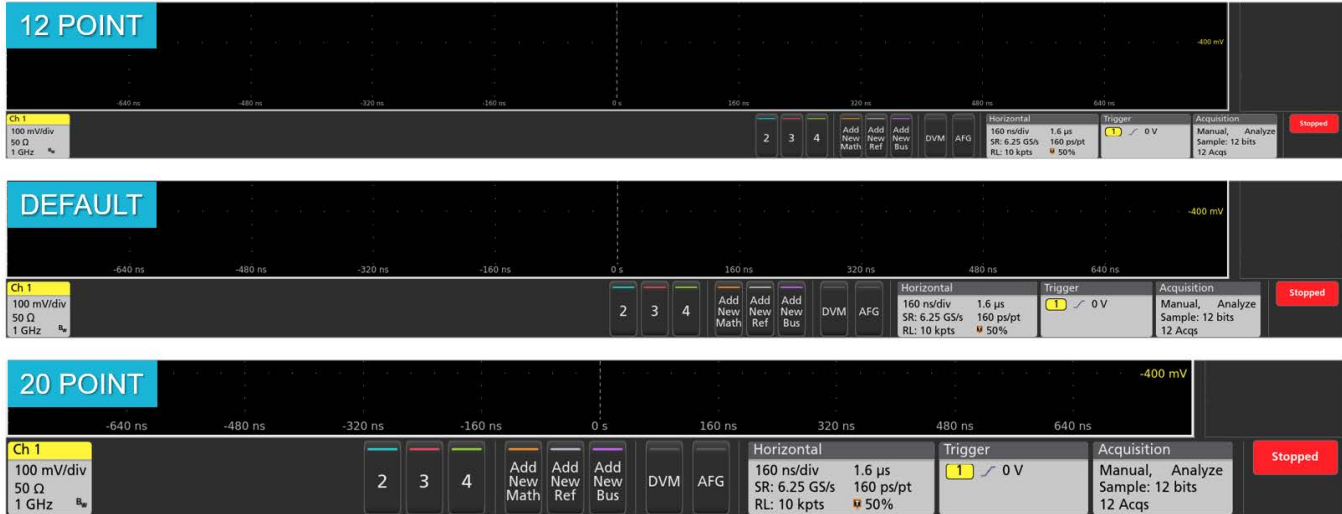 12 POINT
-400 mV
-640 ns -480 ns -320 ns -160 ns 0 s 160 ns 320 ns 480 ns 640 ns
Ch 1
100 mV/div
50 Ω
1 GHz Bw
2 3 4
Add New Math
Add New Ref
Add New Bus
DVM AFG
Horizontal
160 ns/div 1.6 µs
SR: 6.25 GS/s 160 ps/pt
RL: 10 kpts 50%
Trigger
1 0 V
Acquisition
Manual, Analyze
Sample: 12 bits
12 Acqs
Stopped
DEFAULT
-400 mV
-640 ns -480 ns -320 ns -160 ns 0 s 160 ns 320 ns 480 ns 640 ns
Ch 1
100 mV/div
50 Ω
1 GHz Bw
2 3 4
Add New Math
Add New Ref
Add New Bus
DVM AFG
Horizontal
160 ns/div 1.6 µs
SR: 6.25 GS/s 160 ps/pt
RL: 10 kpts 50%
Trigger
1 0 V
Acquisition
Manual, Analyze
Sample: 12 bits
12 Acqs
Stopped
20 POINT
-400 mV
-640 ns -480 ns -320 ns -160 ns 0 s 160 ns 320 ns 480 ns 640 ns
Ch 1
100 mV/div
50 Ω
1 GHz Bw
2 3 4
Add New Math
Add New Ref
Add New Bus
DVM AFG
Horizontal
160 ns/div 1.6 µs
SR: 6.25 GS/s 160 ps/pt
RL: 10 kpts 50%
Trigger
1 0 V
Acquisition
Manual, Analyze
Sample: 12 bits
12 Acqs
Stopped